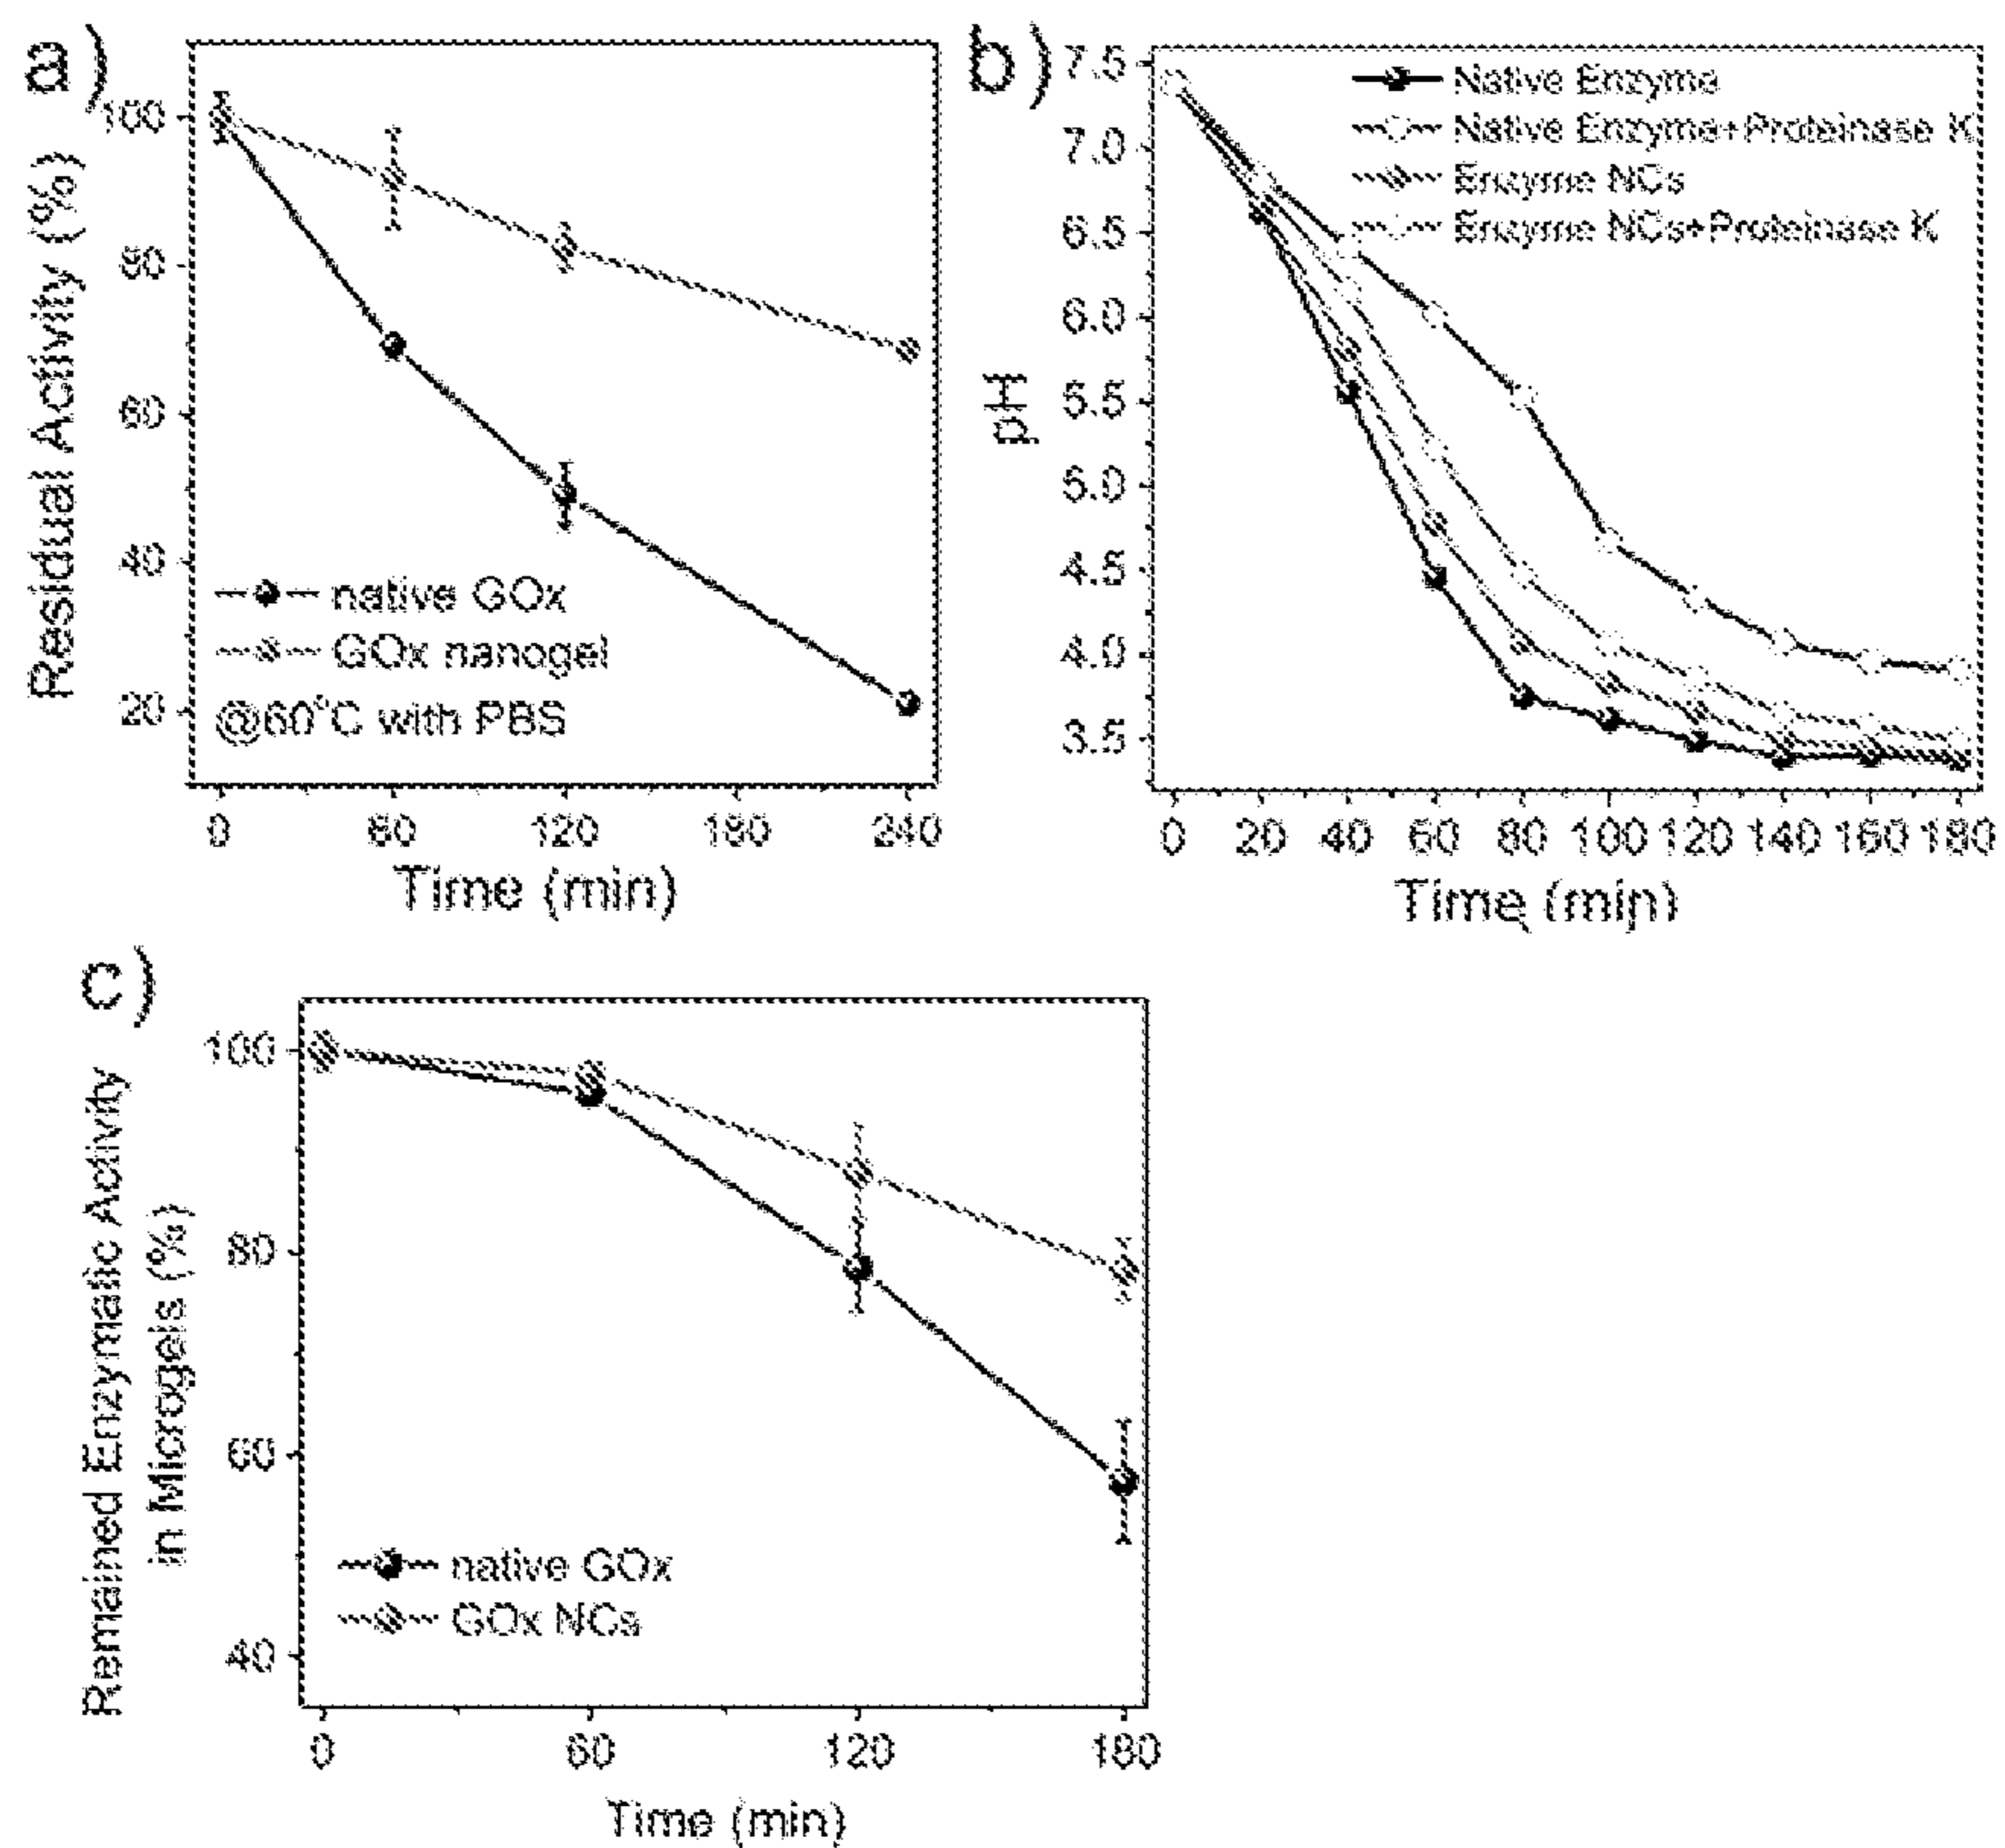 a)
Residual Activity (%)
100
80
60
40
20
native GOx
GOx nanogel
@60°C with PBS
0 60 120 180 240
Time (min)
b)
pH
7.5
7.0
6.5
6.0
5.5
5.0
4.5
4.0
3.5
Native Enzyme
Native Enzyme+Proteinase K
Enzyme NCs
Enzyme NCs+Proteinase K
0 20 40 60 80 100 120 140 160 180
Time (min)
c)
Remained Enzymatic Activity
in Microgels (%)
100
80
60
40
native GOx
GOx NCs
0 60 120 180
Time (min)